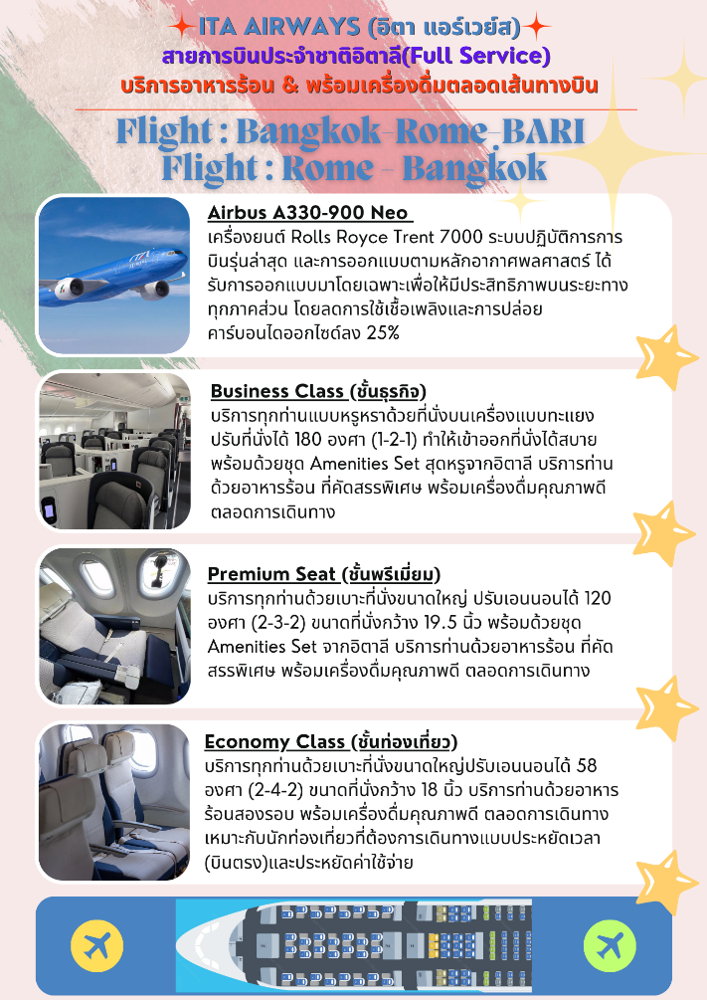 ITA AIRWAYS (อิตา แอร์เวย์ส)
สายการบินประจำชาติอิตาลี(Full Service)
บริการอาหารร้อน & พร้อมเครื่องดื่มตลอดเส้นทางบิน
Flight : Bangkok-Rome-BARI
Flight : Rome - Bangkok
Airbus A330-900 Neo
เครื่องยนต์ Rolls Royce Trent 7000 ระบบปฏิบัติการการ
บินรุ่นล่าสุด และการออกแบบตามหลักอากาศพลศาสตร์ ได้
รับการออกแบบมาโดยเฉพาะเพื่อให้มีประสิทธิภาพบนระยะทาง
ทุกภาคส่วน โดยลดการใช้เชื้อเพลิงและการปล่อย
คาร์บอนไดออกไซด์ลง 25%
Business Class (ชั้นธุรกิจ)
บริการทุกท่านแบบหรูหราด้วยที่นั่งบนเครื่องแบบทะแยง
ปรับที่นั่งได้ 180 องศา (1-2-1) ทำให้เข้าออกที่นั่งได้สบาย
พร้อมด้วยชุด Amenities Set สุดหรูจากอิตาลี บริการท่าน
ด้วยอาหารร้อน ที่คัดสรรพิเศษ พร้อมเครื่องดื่มคุณภาพดี
ตลอดการเดินทาง
Premium Seat (ชั้นพรีเมี่ยม)
บริการทุกท่านด้วยเบาะที่นั่งขนาดใหญ่ ปรับเอนนอนได้ 120
องศา (2-3-2) ขนาดที่นั่งกว้าง 19.5 นิ้ว พร้อมด้วยชุด
Amenities Set จากอิตาลี บริการท่านด้วยอาหารร้อน ที่คัด
สรรพิเศษ พร้อมเครื่องดื่มคุณภาพดี ตลอดการเดินทาง
Economy Class (ชั้นท่องเที่ยว)
บริการทุกท่านด้วยเบาะที่นั่งขนาดใหญ่ปรับเอนนอนได้ 58
องศา (2-4-2) ขนาดที่นั่งกว้าง 18 นิ้ว บริการท่านด้วยอาหาร
ร้อนสองรอบ พร้อมเครื่องดื่มคุณภาพดี ตลอดการเดินทาง
เหมาะกับนักท่องเที่ยวที่ต้องการเดินทางแบบประหยัดเวลา
(บินตรง)และประหยัดค่าใช้จ่าย